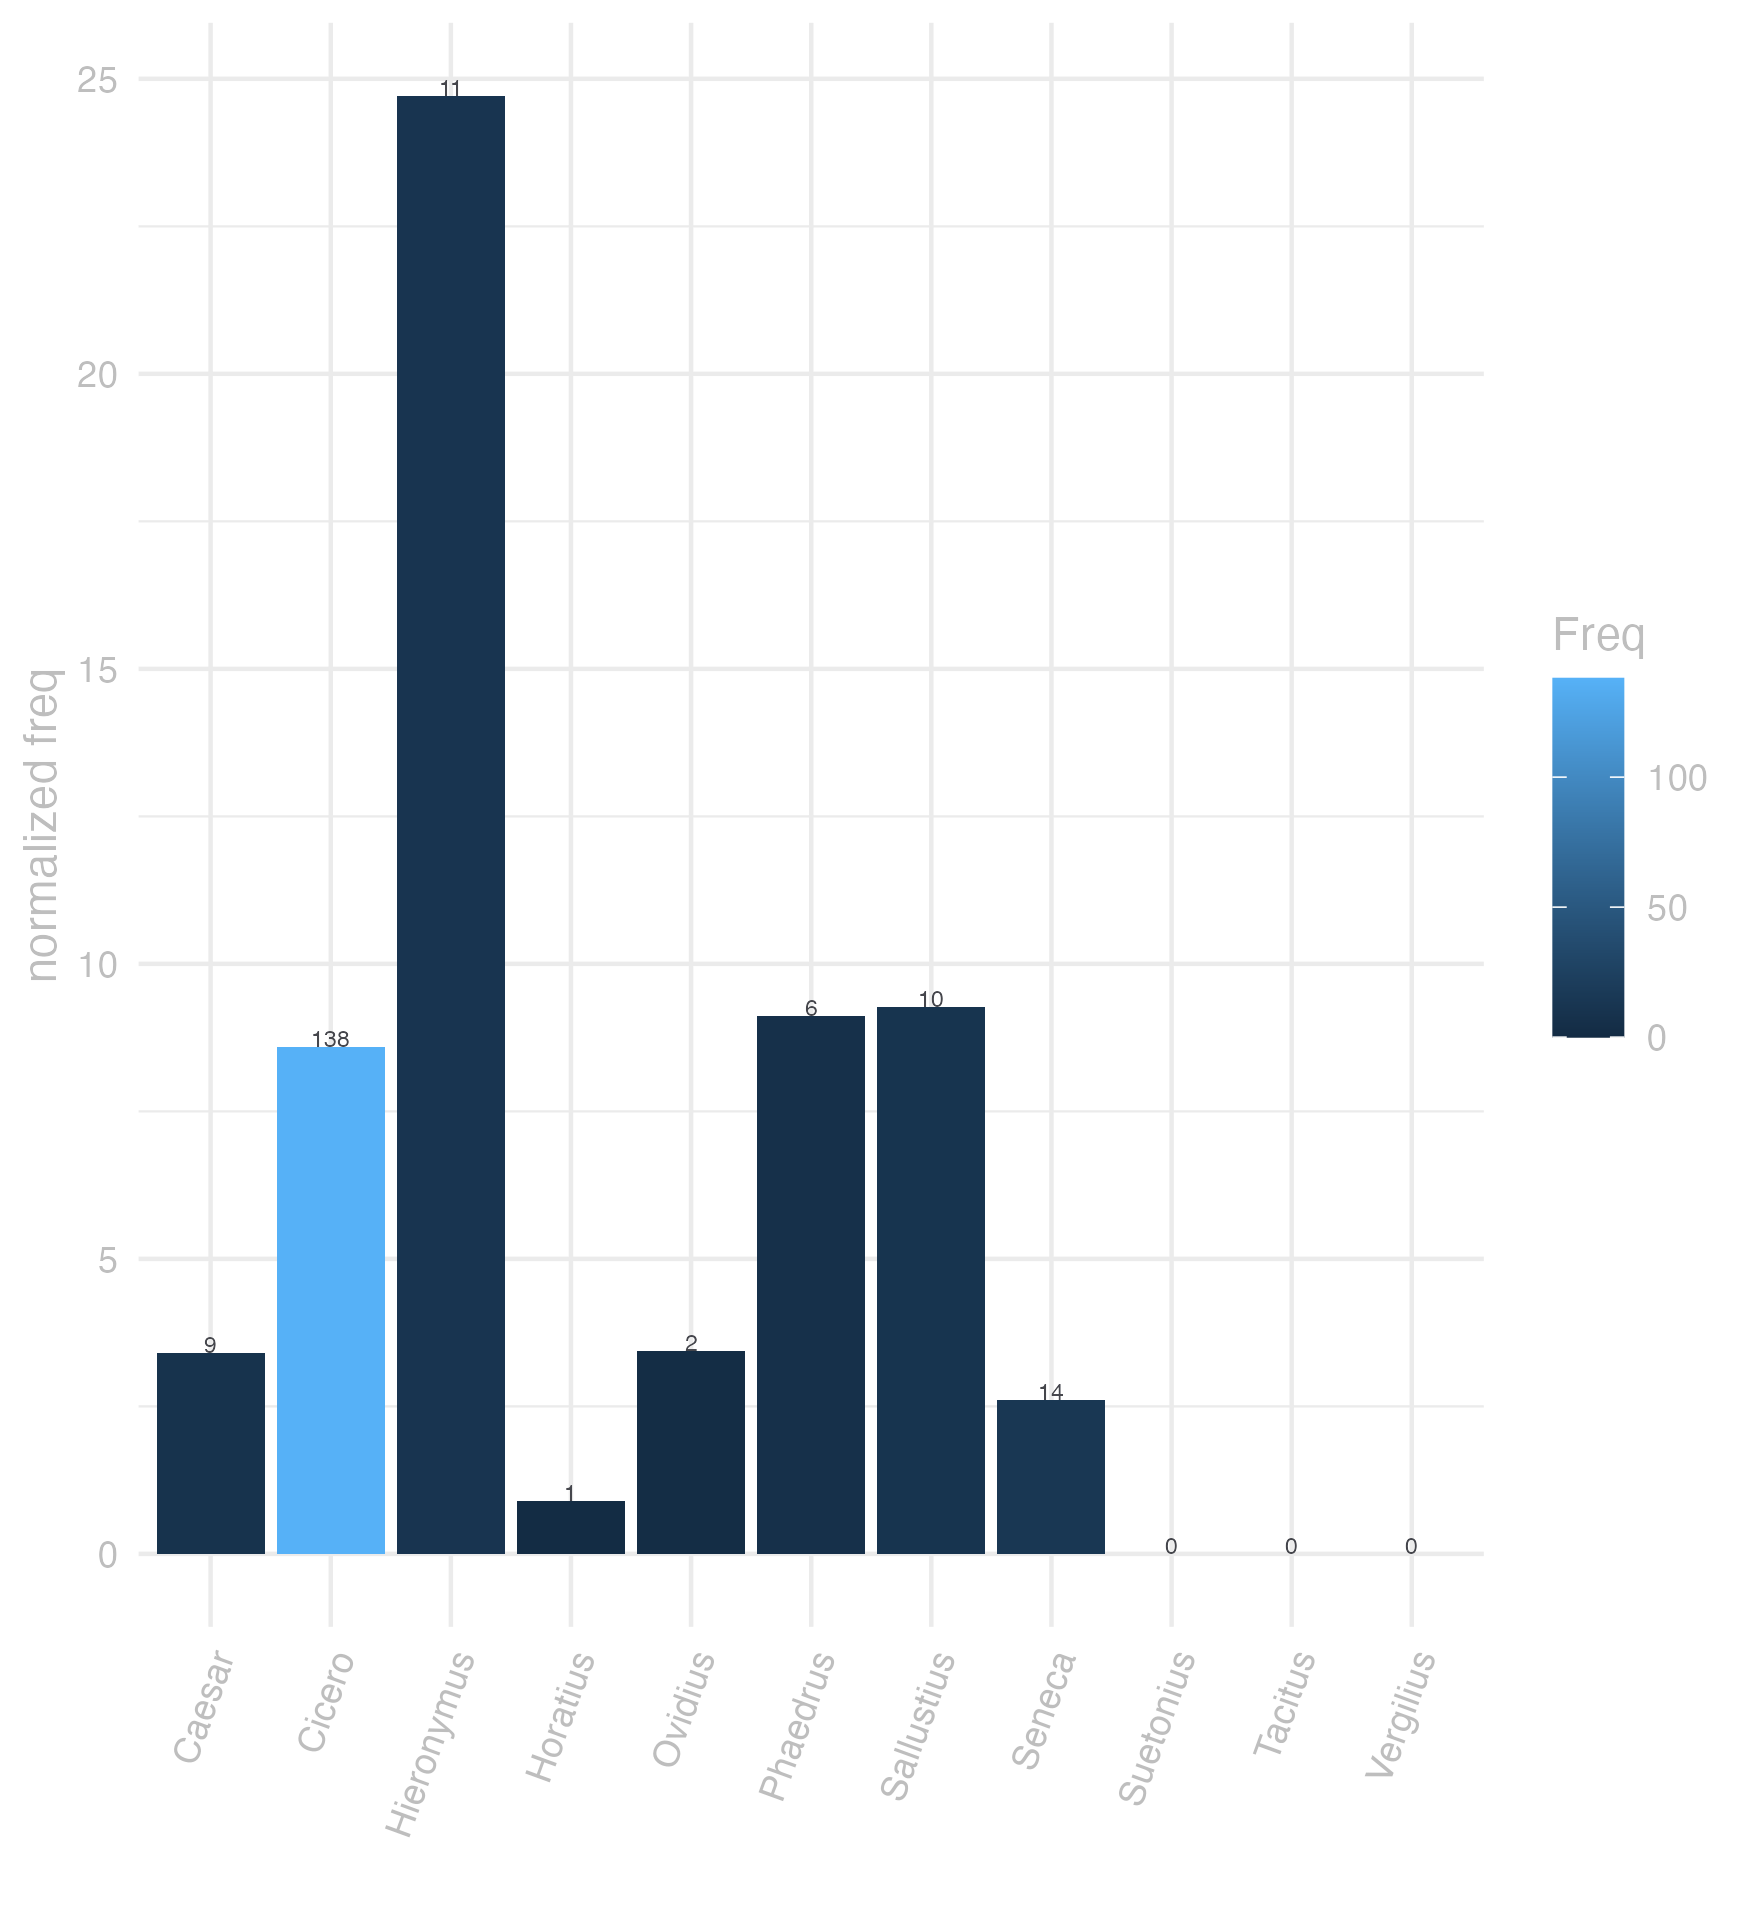 normalized freq
25
20
15
10
5
0
9
138
11
1
2
6
10
14
0
0
0
Caesar
Cicero
Hieronymus
Horatius
Ovidius
Phaedrus
Sallustius
Seneca
Suetonius
Tacitus
Vergilius
Freq
100
50
0